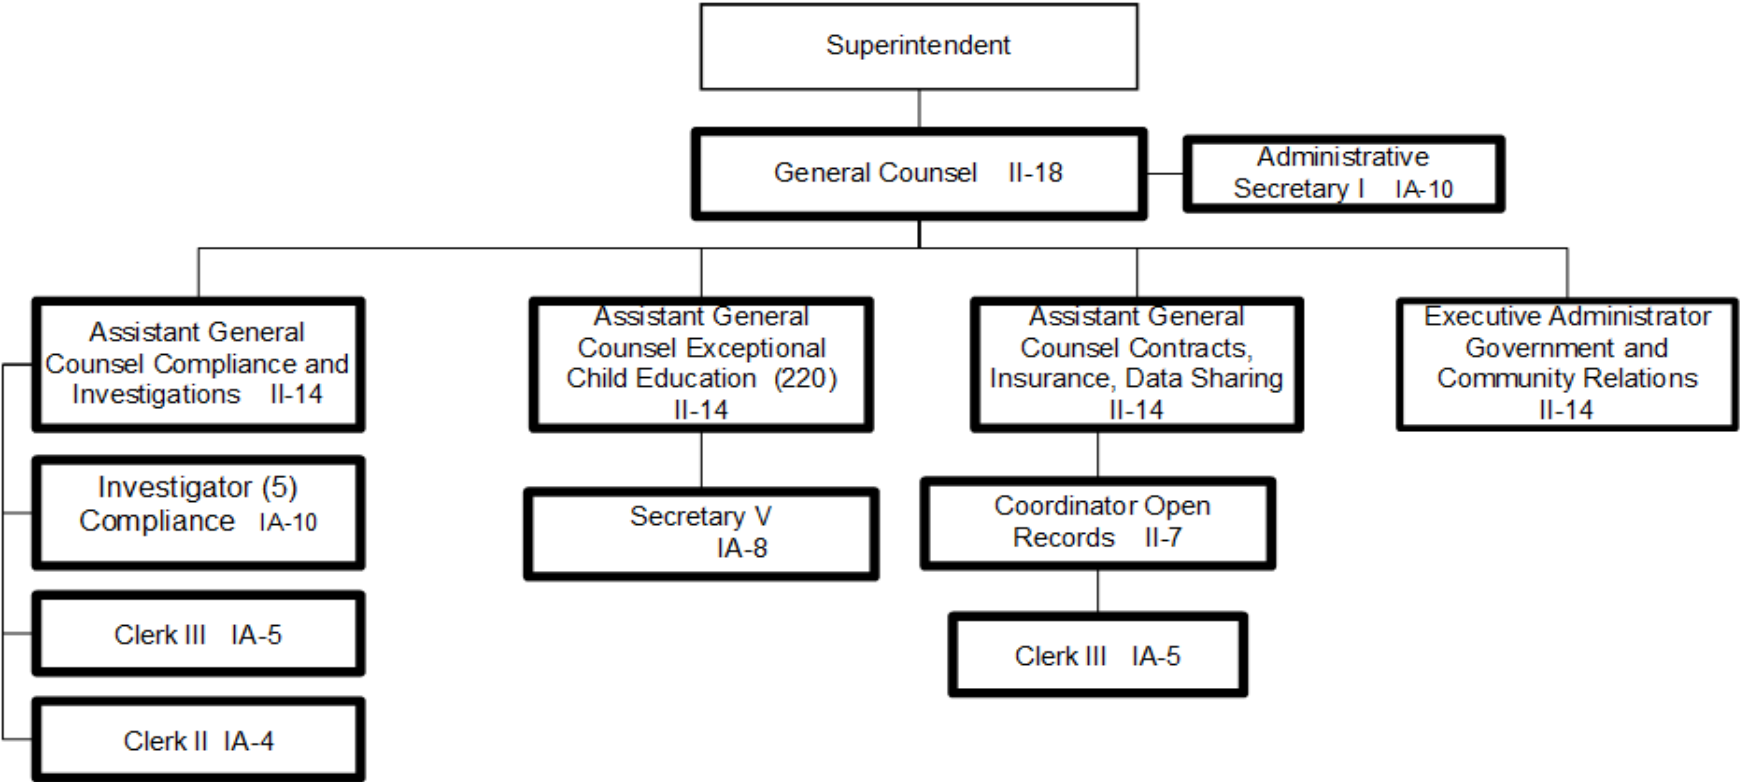 Superintendent
General Counsel II-18
Administrative
Secretary I IA-10
Assistant General
Counsel Compliance and
Investigations II-14
Assistant General
Counsel Exceptional
Child Education (220)
II-14
Assistant General
Counsel Contracts,
Insurance, Data Sharing
II-14
Executive Administrator
Government and
Community Relations
II-14
Investigator (5)
Compliance IA-10
Secretary V
IA-8
Coordinator Open
Records II-7
Clerk III IA-5
Clerk III IA-5
Clerk II IA-4